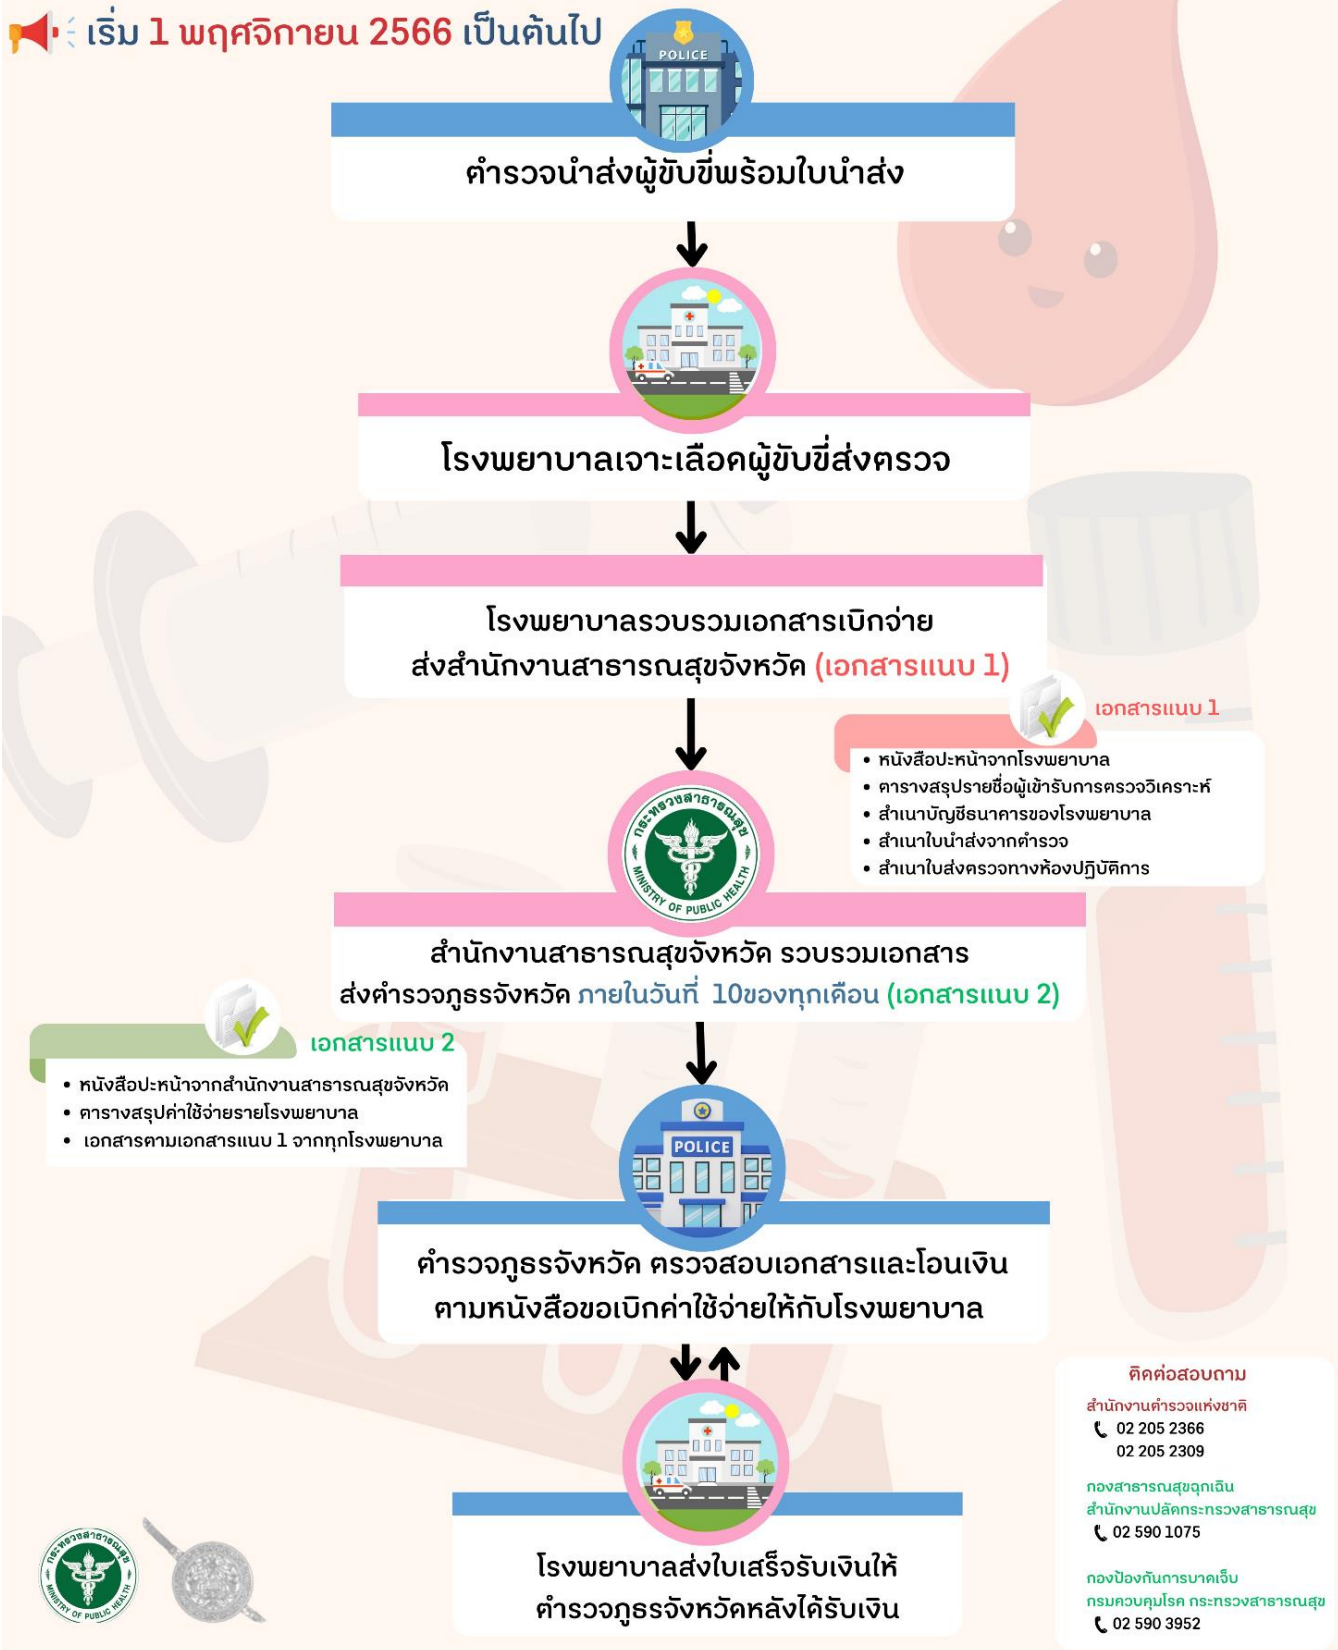 เริ่ม 1 พฤศจิกายน 2566 เป็นต้นไป
POLICE
ตำรวจนำส่งผู้ขับขี่พร้อมใบนำส่ง
โรงพยาบาลเจาะเลือดผู้ขับขี่ส่งตรวจ
โรงพยาบาลรวบรวมเอกสารเบิกจ่าย
ส่งสำนักงานสาธารณสุขจังหวัด (เอกสารแนบ 1)
เอกสารแนบ 1
• หนังสือปะหน้าจากโรงพยาบาล
• ตารางสรุปรายชื่อผู้เข้ารับการตรวจวิเคราะห์
• สำเนาบัญชีธนาคารของโรงพยาบาล
• สำเนาใบนำส่งจากตำรวจ
• สำเนาใบส่งตรวจทางห้องปฏิบัติการ
กระทรวงสาธารณสุข
MINISTRY OF PUBLIC HEALTH
สำนักงานสาธารณสุขจังหวัด รวบรวมเอกสาร
ส่งตำรวจภูธรจังหวัด ภายในวันที่ 10ของทุกเดือน (เอกสารแนบ 2)
เอกสารแนบ 2
• หนังสือปะหน้าจากสำนักงานสาธารณสุขจังหวัด
• ตารางสรุปค่าใช้จ่ายรายโรงพยาบาล
• เอกสารตามเอกสารแนบ 1 จากทุกโรงพยาบาล
POLICE
ตำรวจภูธรจังหวัด ตรวจสอบเอกสารและโอนเงิน
ตามหนังสือขอเบิกค่าใช้จ่ายให้กับโรงพยาบาล
โรงพยาบาลส่งใบเสร็จรับเงินให้
ตำรวจภูธรจังหวัดหลังได้รับเงิน
ติดต่อสอบถาม
สำนักงานตำรวจแห่งชาติ
02 205 2366
02 205 2309
กองสาธารณสุขฉุกเฉิน
สำนักงานปลัดกระทรวงสาธารณสุข
02 590 1075
กองป้องกันการบาดเจ็บ
กรมควบคุมโรค กระทรวงสาธารณสุข
02 590 3952
กระทรวงสาธารณสุข
MINISTRY OF PUBLIC HEALTH